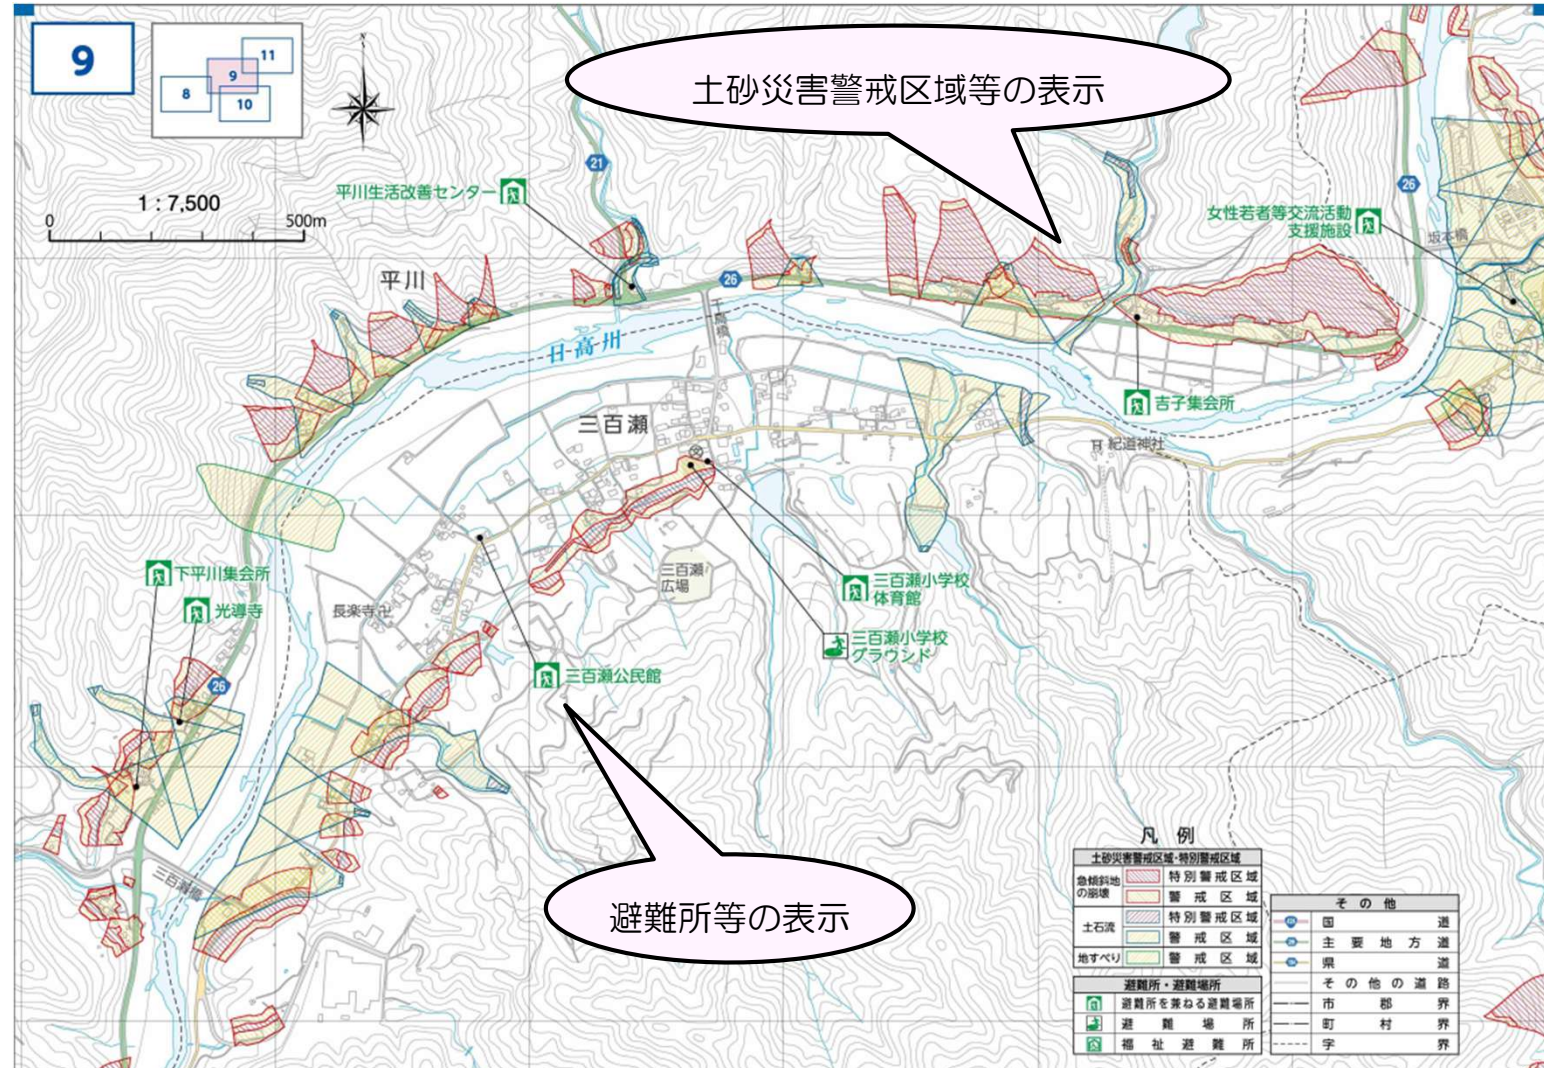 9
11
9
8
10
N
1：7,500
0
500m
土砂災害警戒区域等の表示
21
平川生活改善センター
26
女性若者等交流活動
支援施設
坂本橋
26
平川
千鳥橋
日高川
三百瀬
文
吉子集会所
紀道神社
下平川集会所
光導寺
長楽寺
三百瀬
広場
三百瀬小学校
体育館
三百瀬小学校
グラウンド
三百瀬公民館
26
三百瀬橋
避難所等の表示
凡例
土砂災害警戒区域・特別警戒区域
急傾斜地
の崩壊
特別警戒区域
警戒区域
土石流
特別警戒区域
警戒区域
地すべり
警戒区域
避難所・避難場所
避難所を兼ねる避難場所
避難場所
福祉避難所
その他
国道
主要地方道
県道
その他の道路
市郡界
町村界
字界